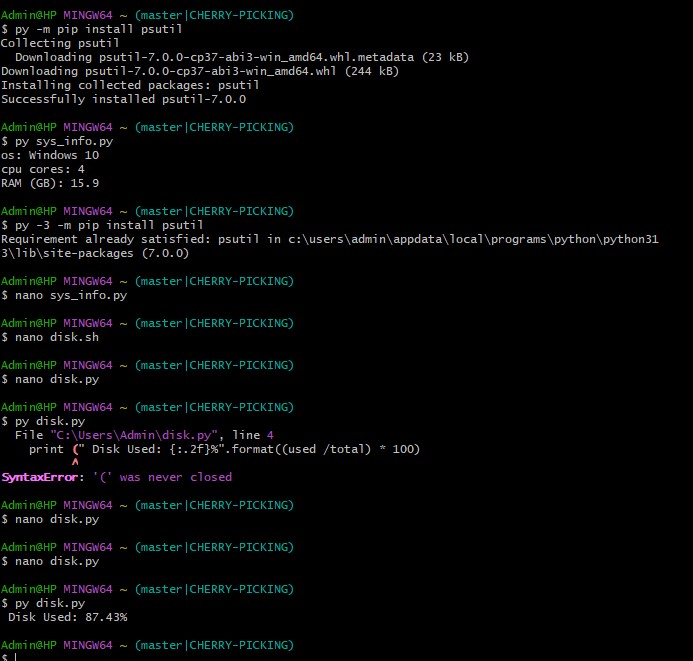 Admin@HP MINGW64 ~ (master|CHERRY-PICKING)
$ py -m pip install psutil
Collecting psutil
  Downloading psutil-7.0.0-cp37-abi3-win_amd64.whl.metadata (23 kB)
Downloading psutil-7.0.0-cp37-abi3-win_amd64.whl (244 kB)
Installing collected packages: psutil
Successfully installed psutil-7.0.0

Admin@HP MINGW64 ~ (master|CHERRY-PICKING)
$ py sys_info.py
os: Windows 10
cpu cores: 4
RAM (GB): 15.9

Admin@HP MINGW64 ~ (master|CHERRY-PICKING)
$ py -3 -m pip install psutil
Requirement already satisfied: psutil in c:\users\admin\appdata\local\programs\python\python31
3\lib\site-packages (7.0.0)

Admin@HP MINGW64 ~ (master|CHERRY-PICKING)
$ nano sys_info.py

Admin@HP MINGW64 ~ (master|CHERRY-PICKING)
$ nano disk.sh

Admin@HP MINGW64 ~ (master|CHERRY-PICKING)
$ nano disk.py

Admin@HP MINGW64 ~ (master|CHERRY-PICKING)
$ py disk.py
  File "C:\Users\Admin\disk.py", line 4
    print (" Disk Used: {:.2f}%".format((used /total) * 100)
          ^
SyntaxError: '(' was never closed

Admin@HP MINGW64 ~ (master|CHERRY-PICKING)
$ nano disk.py

Admin@HP MINGW64 ~ (master|CHERRY-PICKING)
$ nano disk.py

Admin@HP MINGW64 ~ (master|CHERRY-PICKING)
$ py disk.py
 Disk Used: 87.43%

Admin@HP MINGW64 ~ (master|CHERRY-PICKING)
$